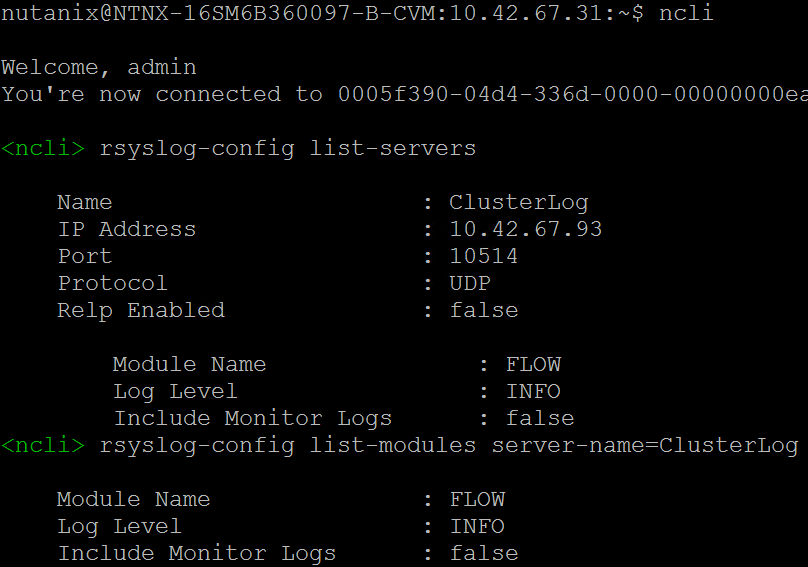 nutanix@NTNX-16SM6B360097-B-CVM:10.42.67.31:~$ ncli
Welcome, admin
You're now connected to 0005f390-04d4-336d-0000-00000000ea
<ncli> rsyslog-config list-servers
Name : ClusterLog
IP Address : 10.42.67.93
Port : 10514
Protocol : UDP
Relp Enabled : false
Module Name : FLOW
Log Level : INFO
Include Monitor Logs : false
<ncli> rsyslog-config list-modules server-name=ClusterLog
Module Name : FLOW
Log Level : INFO
Include Monitor Logs : false